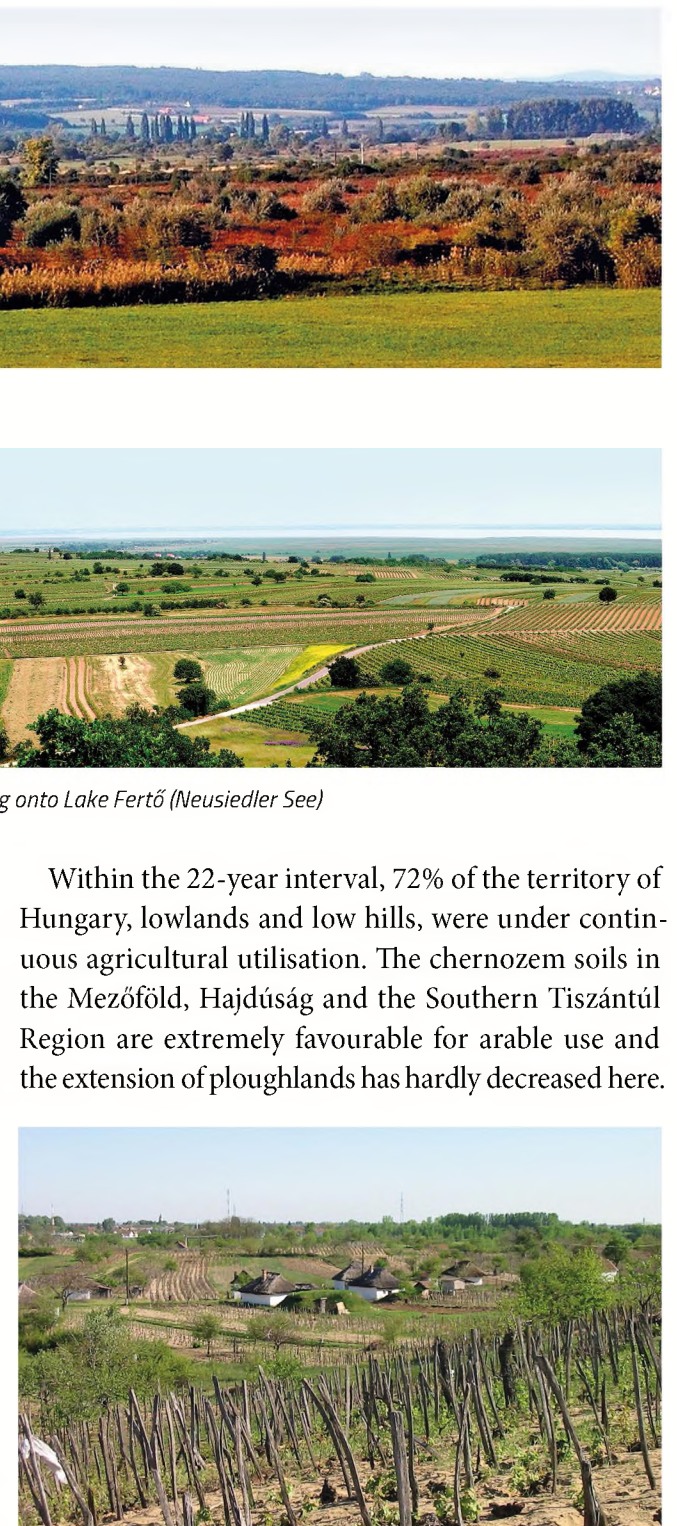 onto Lake Fertő (Neusiedler See)
Within the 22-year interval, 72% of the territory of
Hungary, lowlands and low hills, were under contin-
uous agricultural utilisation. The chernozem soils in
the Mezőföld, Hajdúság and the Southern Tiszántúl
Region are extremely favourable for arable use and
the extension of ploughlands has hardly decreased here.